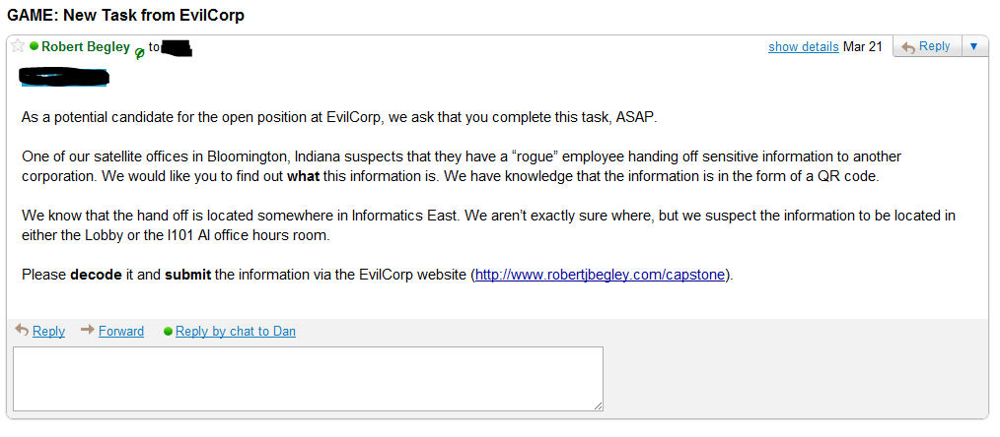 GAME: New Task from EvilCorp
Robert Begley to
show details Mar 21 Reply
As a potential candidate for the open position at EvilCorp, we ask that you complete this task, ASAP.
One of our satellite offices in Bloomington, Indiana suspects that they have a “rogue” employee handing off sensitive information to another
corporation. We would like you to find out what this information is. We have knowledge that the information is in the form of a QR code.
We know that the hand off is located somewhere in Informatics East. We aren’t exactly sure where, but we suspect the information to be located in
either the Lobby or the I101 AI office hours room.
Please decode it and submit the information via the EvilCorp website (http://www.robertjbegley.com/capstone).
Reply Forward Reply by chat to Dan